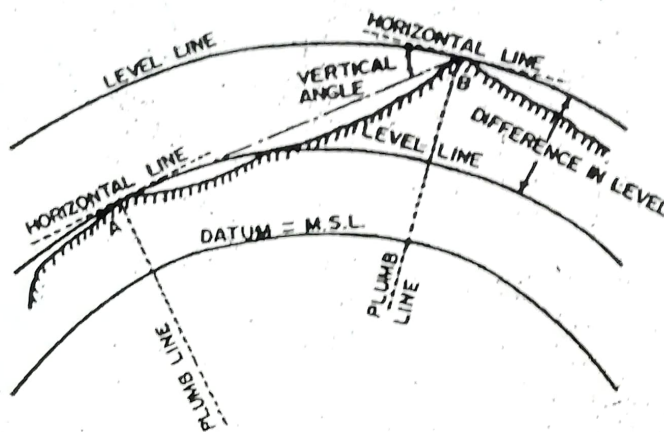 HORIZONTAL LINE
LEVEL LINE
VERTICAL
ANGLE
B
LEVEL LINE
DIFFERENCE IN LEVEL
HORIZONTAL LINE
A
DATUM = M.S.L.
PLUMB
LINE
PLUMB LINE